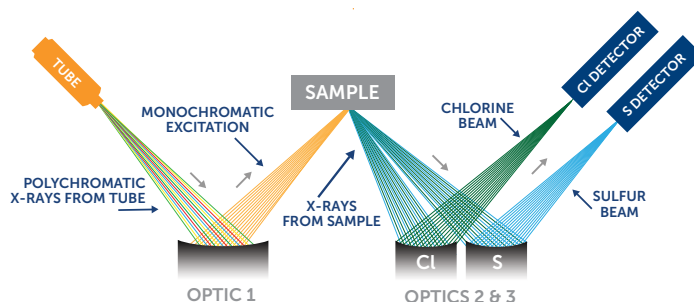 TUBE
SAMPLE
Cl DETECTOR
S DETECTOR
MONOCHROMATIC
EXCITATION
CHLORINE
BEAM
POLYCHROMATIC
X-RAYS FROM TUBE
X-RAYS
FROM SAMPLE
SULFUR
BEAM
Cl
S
OPTIC 1
OPTICS 2 & 3